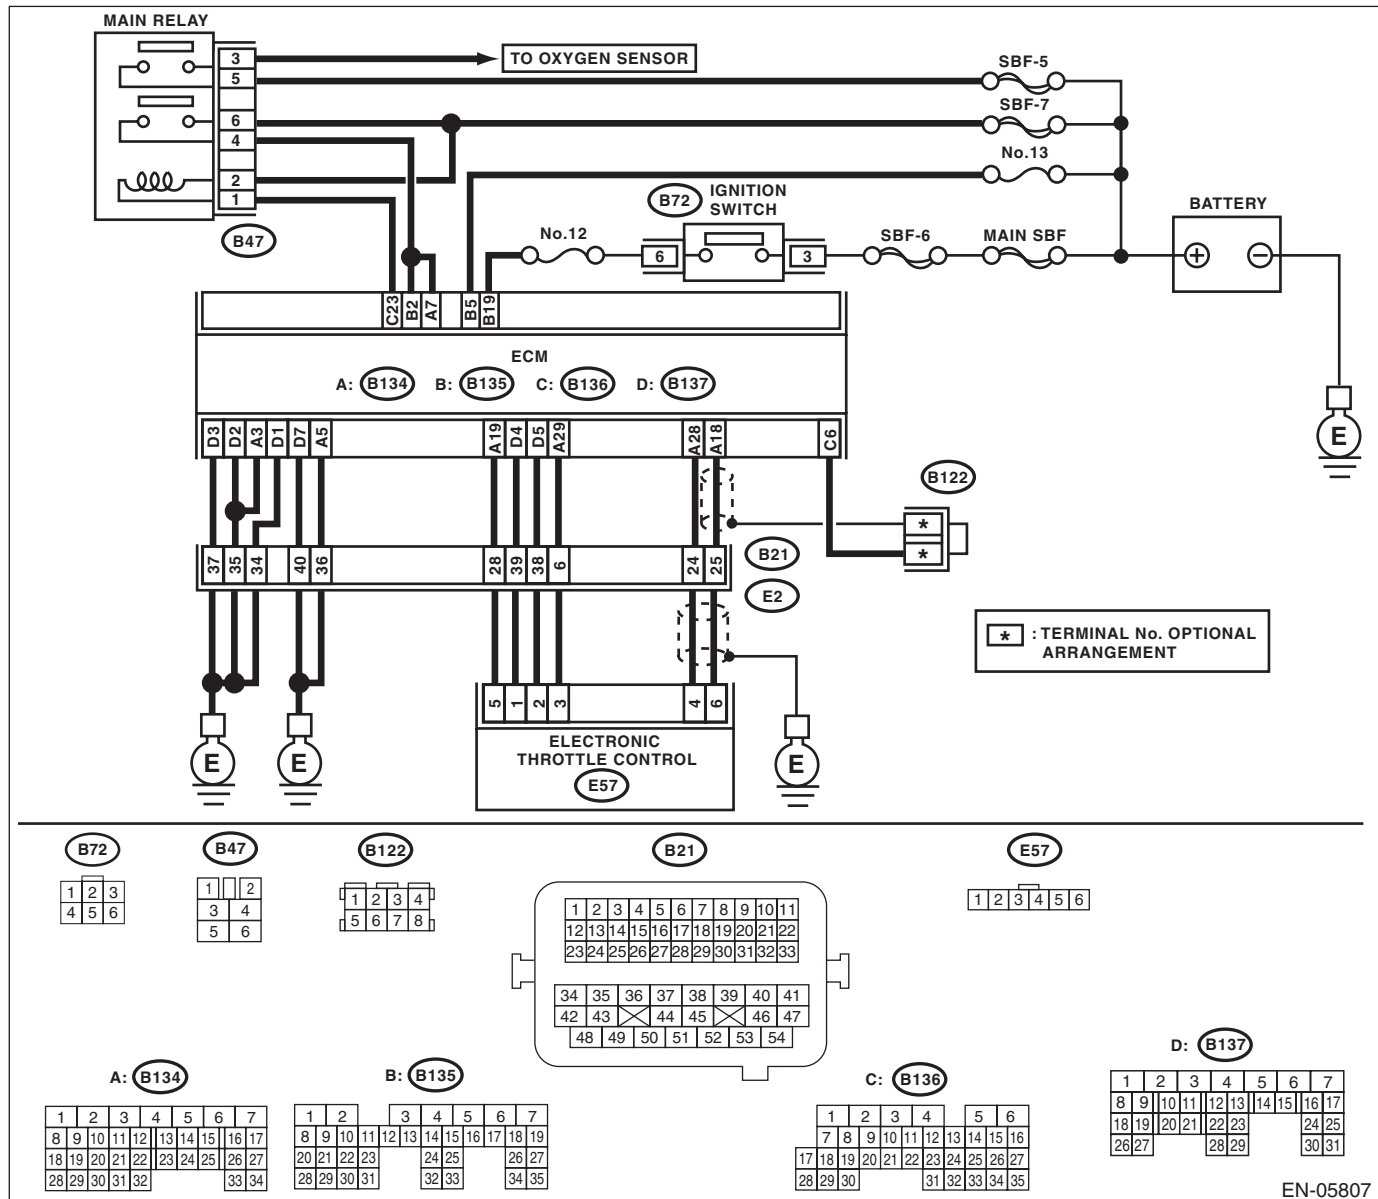 MAIN RELAY
3
5
6
4
2
1
B47
TO OXYGEN SENSOR
SBF-5
SBF-7
No.13
B72
IGNITION
SWITCH
No.12
6
3
SBF-6
MAIN SBF
BATTERY
+ −
E
C23 B2 A7 B5 B19
ECM
A: B134 B: B135 C: B136 D: B137
D3 D2 A3 D1 D7 A5 A19 D4 D5 A29 A28 A18 C6
B122
*
*
37 35 34 40 36 28 39 38 6 24 25
B21
E2
* : TERMINAL No. OPTIONAL
ARRANGEMENT
5 1 2 3 4 6
ELECTRONIC
THROTTLE CONTROL
E57
E E E
B72
1 2 3
4 5 6
B47
1 2
3 4
5 6
B122
1 2 3 4
5 6 7 8
B21
1 2 3 4 5 6 7 8 9 10 11
12 13 14 15 16 17 18 19 20 21 22
23 24 25 26 27 28 29 30 31 32 33
34 35 36 37 38 39 40 41
42 43 44 45 46 47
48 49 50 51 52 53 54
E57
1 2 3 4 5 6
A: B134
1 2 3 4 5 6 7
8 9 10 11 12 13 14 15 16 17
18 19 20 21 22 23 24 25 26 27
28 29 30 31 32 33 34
B: B135
1 2 3 4 5 6 7
8 9 10 11 12 13 14 15 16 17 18 19
20 21 22 23 24 25 26 27
28 29 30 31 32 33 34 35
C: B136
1 2 3 4 5 6
7 8 9 10 11 12 13 14 15 16
17 18 19 20 21 22 23 24 25 26 27
28 29 30 31 32 33 34 35
D: B137
1 2 3 4 5 6 7
8 9 10 11 12 13 14 15 16 17
18 19 20 21 22 23 24 25
26 27 28 29 30 31
EN-05807